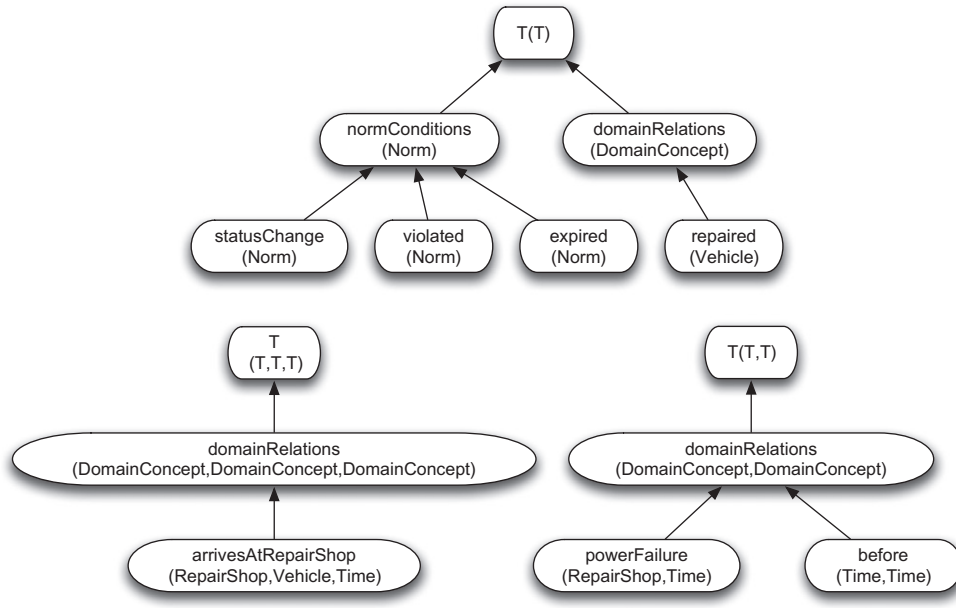 T(T)
normConditions
(Norm)
domainRelations
(DomainConcept)
statusChange
(Norm)
violated
(Norm)
expired
(Norm)
repaired
(Vehicle)
T
(T,T,T)
T(T,T)
domainRelations
(DomainConcept,DomainConcept,DomainConcept)
domainRelations
(DomainConcept,DomainConcept)
arrivesAtRepairShop
(RepairShop,Vehicle,Time)
powerFailure
(RepairShop,Time)
before
(Time,Time)